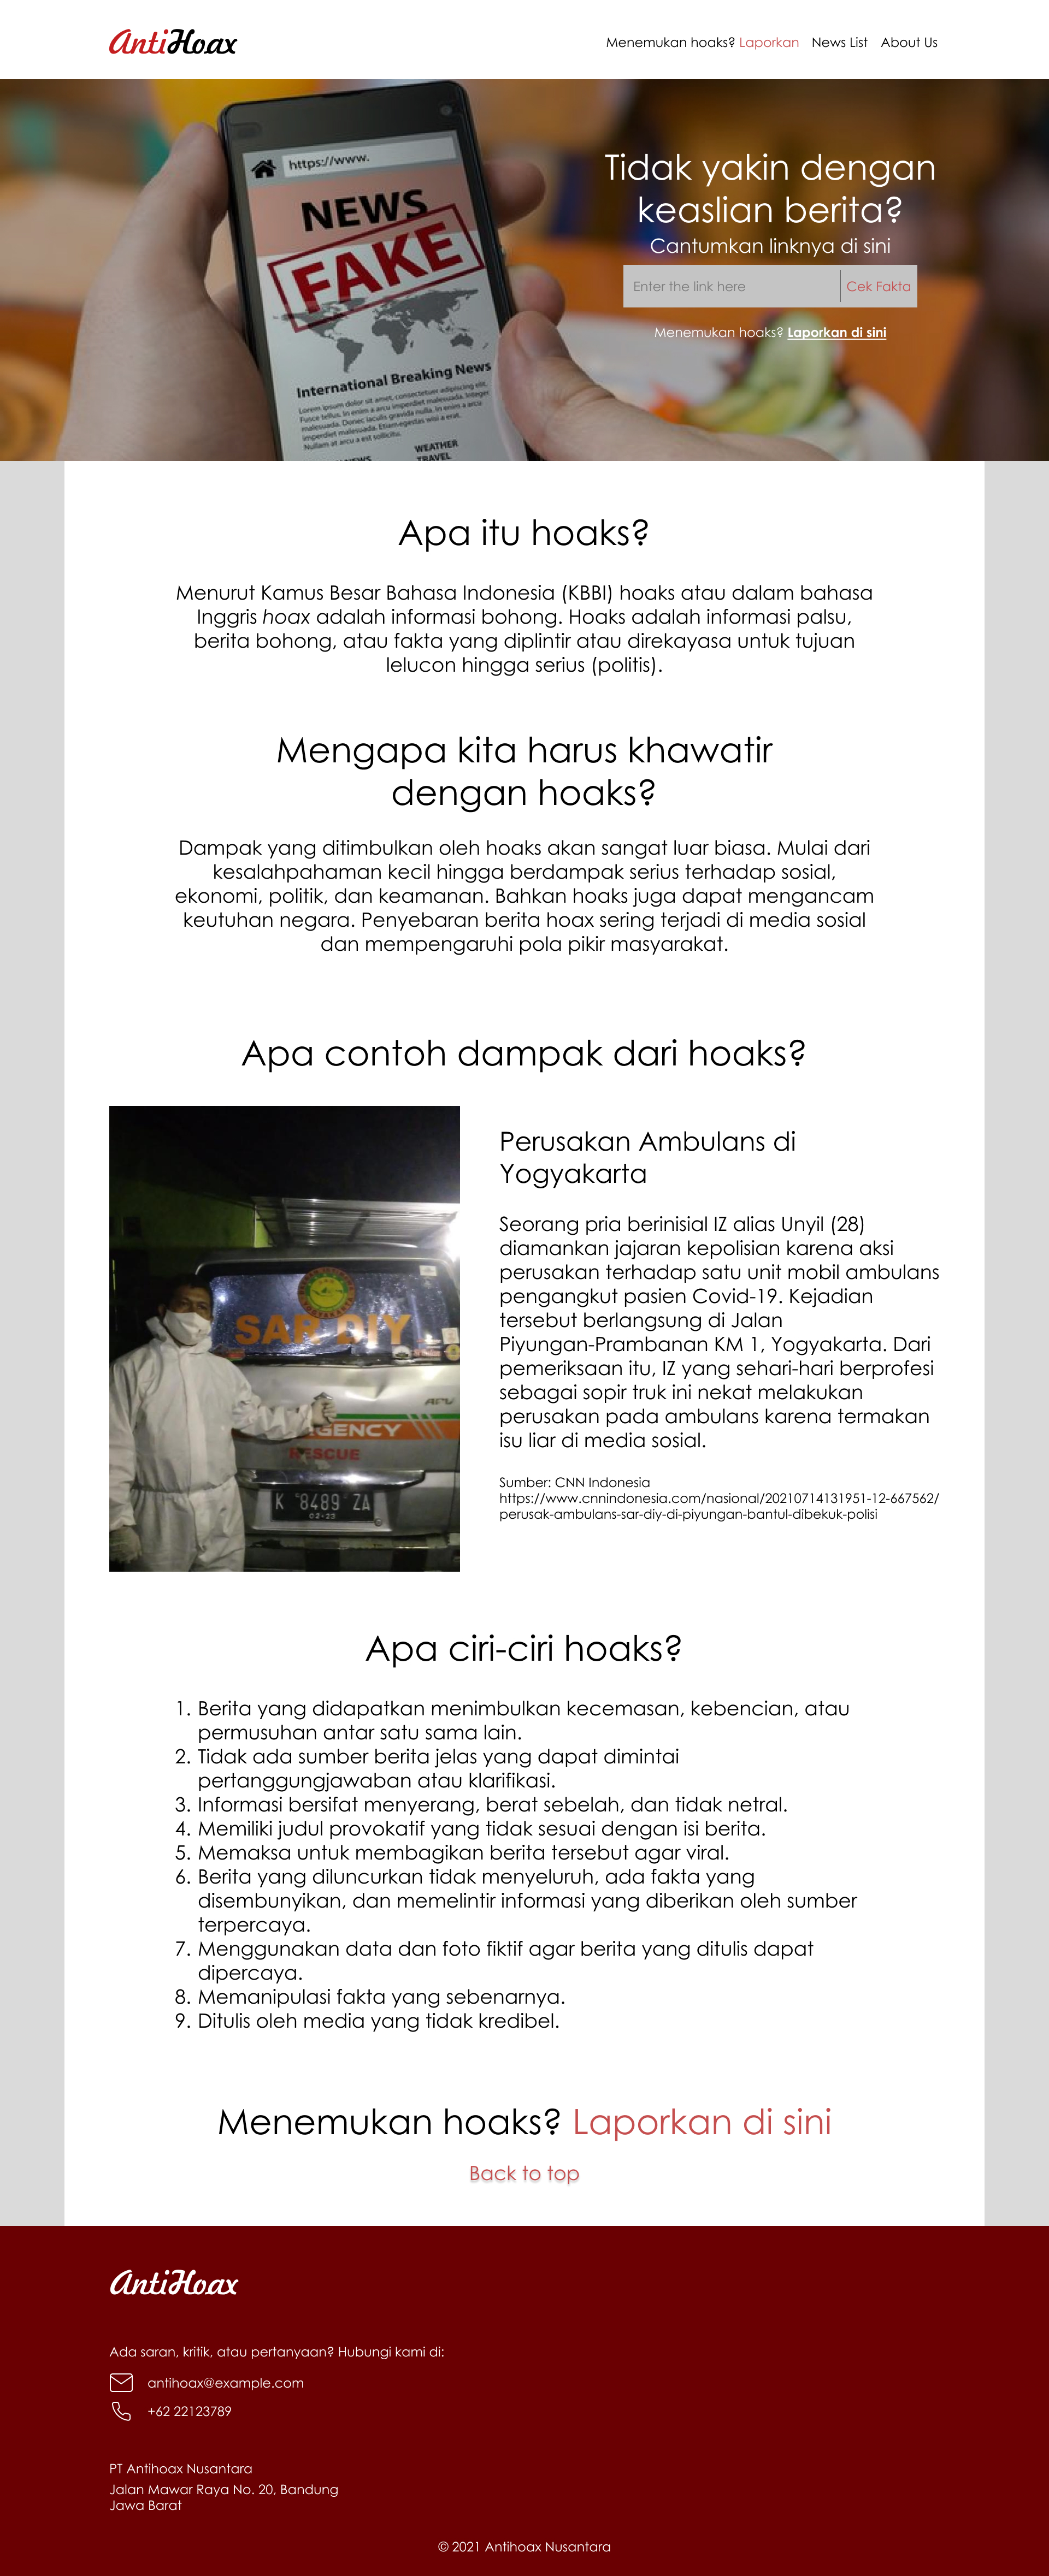 AntiHoax
Menemukan hoaks? Laporkan News List About Us
https://www.
NEWS
FAKE
International Breaking News
WEATHER
TRAVEL
Tidak yakin dengan
keaslian berita?
Cantumkan linknya di sini
Enter the link here
Cek Fakta
Menemukan hoaks? Laporkan di sini
Apa itu hoaks?
Menurut Kamus Besar Bahasa Indonesia (KBBI) hoaks atau dalam bahasa
Inggris hoax adalah informasi bohong. Hoaks adalah informasi palsu,
berita bohong, atau fakta yang diplintir atau direkayasa untuk tujuan
lelucon hingga serius (politis).
Mengapa kita harus khawatir
dengan hoaks?
Dampak yang ditimbulkan oleh hoaks akan sangat luar biasa. Mulai dari
kesalahpahaman kecil hingga berdampak serius terhadap sosial,
ekonomi, politik, dan keamanan. Bahkan hoaks juga dapat mengancam
keutuhan negara. Penyebaran berita hoax sering terjadi di media sosial
dan mempengaruhi pola pikir masyarakat.
Apa contoh dampak dari hoaks?
SAR DIY
APV
GENCY
RESCUE
K 8489 ZA
02·23
Perusakan Ambulans di
Yogyakarta
Seorang pria berinisial IZ alias Unyil (28)
diamankan jajaran kepolisian karena aksi
perusakan terhadap satu unit mobil ambulans
pengangkut pasien Covid-19. Kejadian
tersebut berlangsung di Jalan
Piyungan-Prambanan KM 1, Yogyakarta. Dari
pemeriksaan itu, IZ yang sehari-hari berprofesi
sebagai sopir truk ini nekat melakukan
perusakan pada ambulans karena termakan
isu liar di media sosial.
Sumber: CNN Indonesia
https://www.cnnindonesia.com/nasional/20210714131951-12-667562/
perusak-ambulans-sar-diy-di-piyungan-bantul-dibekuk-polisi
Apa ciri-ciri hoaks?
1. Berita yang didapatkan menimbulkan kecemasan, kebencian, atau
permusuhan antar satu sama lain.
2. Tidak ada sumber berita jelas yang dapat dimintai
pertanggungjawaban atau klarifikasi.
3. Informasi bersifat menyerang, berat sebelah, dan tidak netral.
4. Memiliki judul provokatif yang tidak sesuai dengan isi berita.
5. Memaksa untuk membagikan berita tersebut agar viral.
6. Berita yang diluncurkan tidak menyeluruh, ada fakta yang
disembunyikan, dan memelintir informasi yang diberikan oleh sumber
terpercaya.
7. Menggunakan data dan foto fiktif agar berita yang ditulis dapat
dipercaya.
8. Memanipulasi fakta yang sebenarnya.
9. Ditulis oleh media yang tidak kredibel.
Menemukan hoaks? Laporkan di sini
Back to top
AntiHoax
Ada saran, kritik, atau pertanyaan? Hubungi kami di:
antihoax@example.com
+62 22123789
PT Antihoax Nusantara
Jalan Mawar Raya No. 20, Bandung
Jawa Barat
© 2021 Antihoax Nusantara